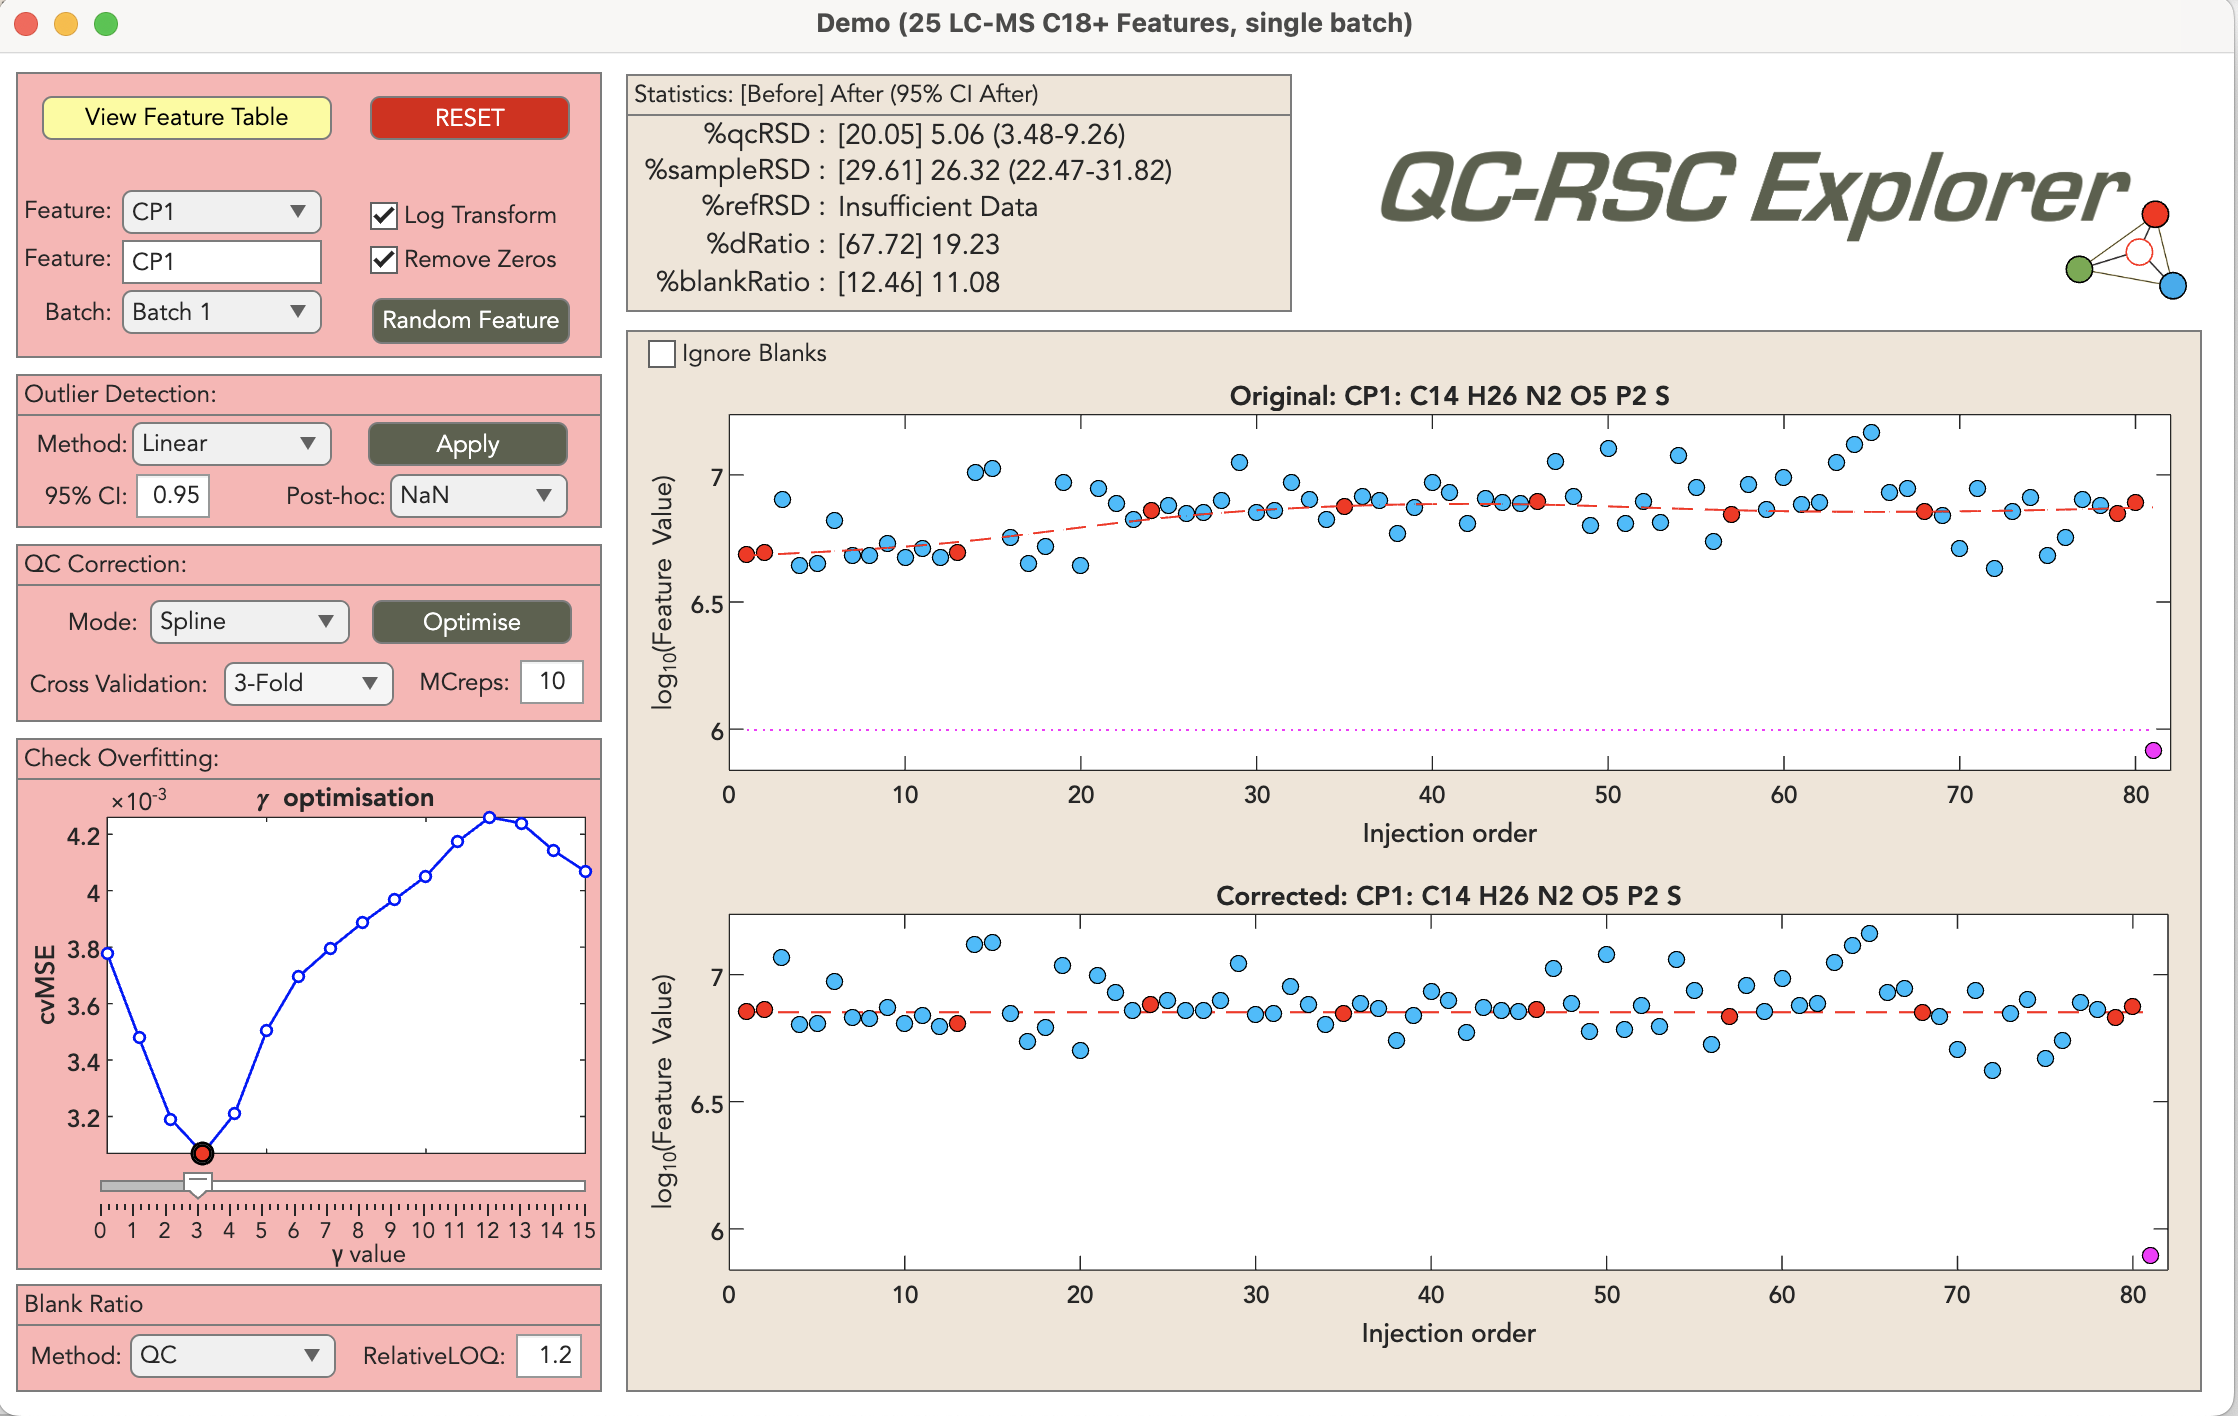 Demo (25 LC-MS C18+ Features, single batch)
View Feature Table
RESET
Feature: CP1
Log Transform
Feature: CP1
Remove Zeros
Batch: Batch 1
Random Feature
Outlier Detection:
Method: Linear
Apply
95% CI: 0.95
Post-hoc: NaN
QC Correction:
Mode: Spline
Optimise
Cross Validation: 3-Fold
MCreps: 10
Check Overfitting:
×10⁻³
γ optimisation
4.2
4
3.8
3.6
3.4
3.2
cvMSE
0 1 2 3 4 5 6 7 8 9 10 11 12 13 14 15
γ value
Blank Ratio
Method: QC
RelativeLOQ: 1.2
Statistics: [Before] After (95% CI After)
%qcRSD : [20.05] 5.06 (3.48-9.26)
%sampleRSD : [29.61] 26.32 (22.47-31.82)
%refRSD : Insufficient Data
%dRatio : [67.72] 19.23
%blankRatio : [12.46] 11.08
QC-RSC Explorer
Ignore Blanks
Original: CP1: C14 H26 N2 O5 P2 S
7
6.5
6
log₁₀(Feature Value)
0 10 20 30 40 50 60 70 80
Injection order
Corrected: CP1: C14 H26 N2 O5 P2 S
7
6.5
6
log₁₀(Feature Value)
0 10 20 30 40 50 60 70 80
Injection order